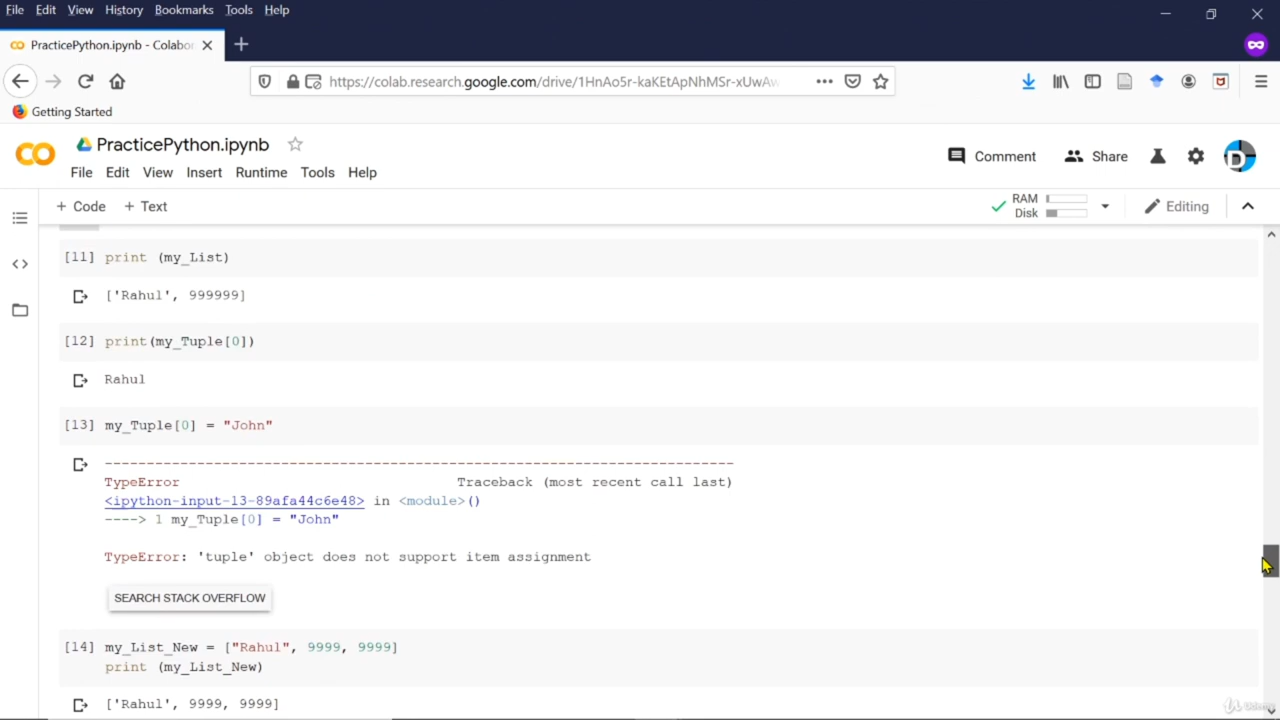 File Edit View History Bookmarks Tools Help
PracticePython.ipynb - Colabor
https://colab.research.google.com/drive/1HnAo5r-kaKEtApNhMSr-xUwAw
Getting Started
PracticePython.ipynb
Comment Share
File Edit View Insert Runtime Tools Help
+ Code + Text
RAM
Disk
Editing
[11] print (my_List)
['Rahul', 999999]
[12] print(my_Tuple[0])
Rahul
[13] my_Tuple[0] = "John"
---------------------------------------------------------------------------
TypeError Traceback (most recent call last)
<ipython-input-13-89afa44c6e48> in <module>()
----> 1 my_Tuple[0] = "John"
TypeError: 'tuple' object does not support item assignment
SEARCH STACK OVERFLOW
[14] my_List_New = ["Rahul", 9999, 9999]
print (my_List_New)
['Rahul', 9999, 9999]
Udemy